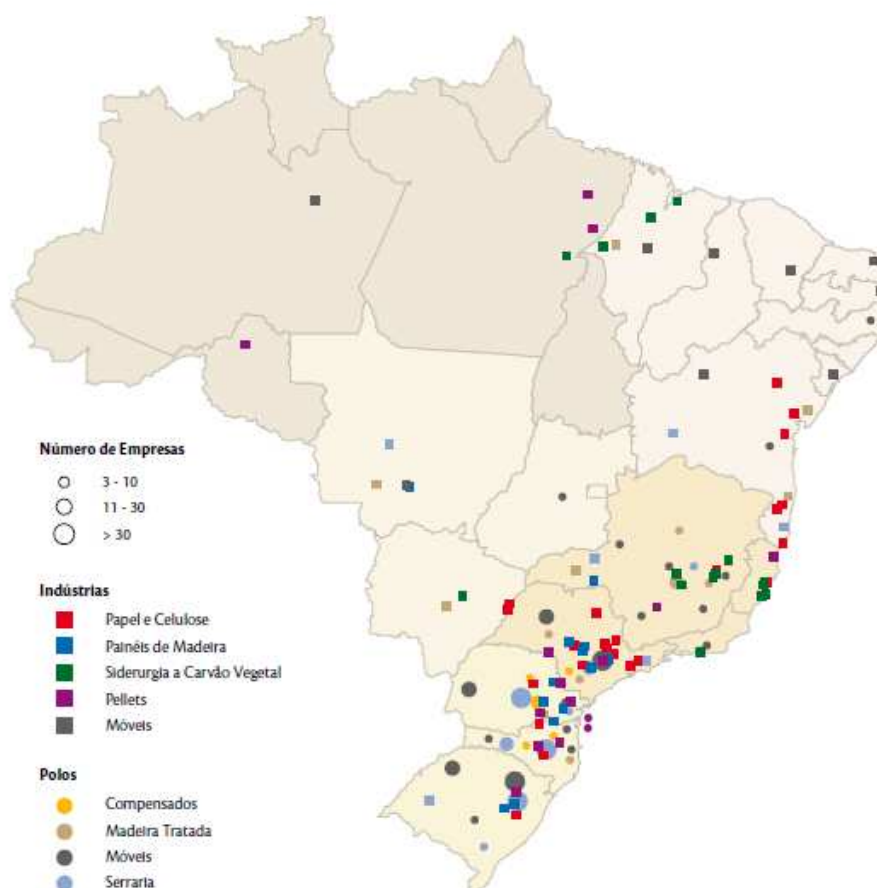 Número de Empresas
3 - 10
11 - 30
> 30
Indústrias
Papel e Celulose
Painéis de Madeira
Siderurgia a Carvão Vegetal
Pellets
Móveis
Polos
Compensados
Madeira Tratada
Móveis
Serraria